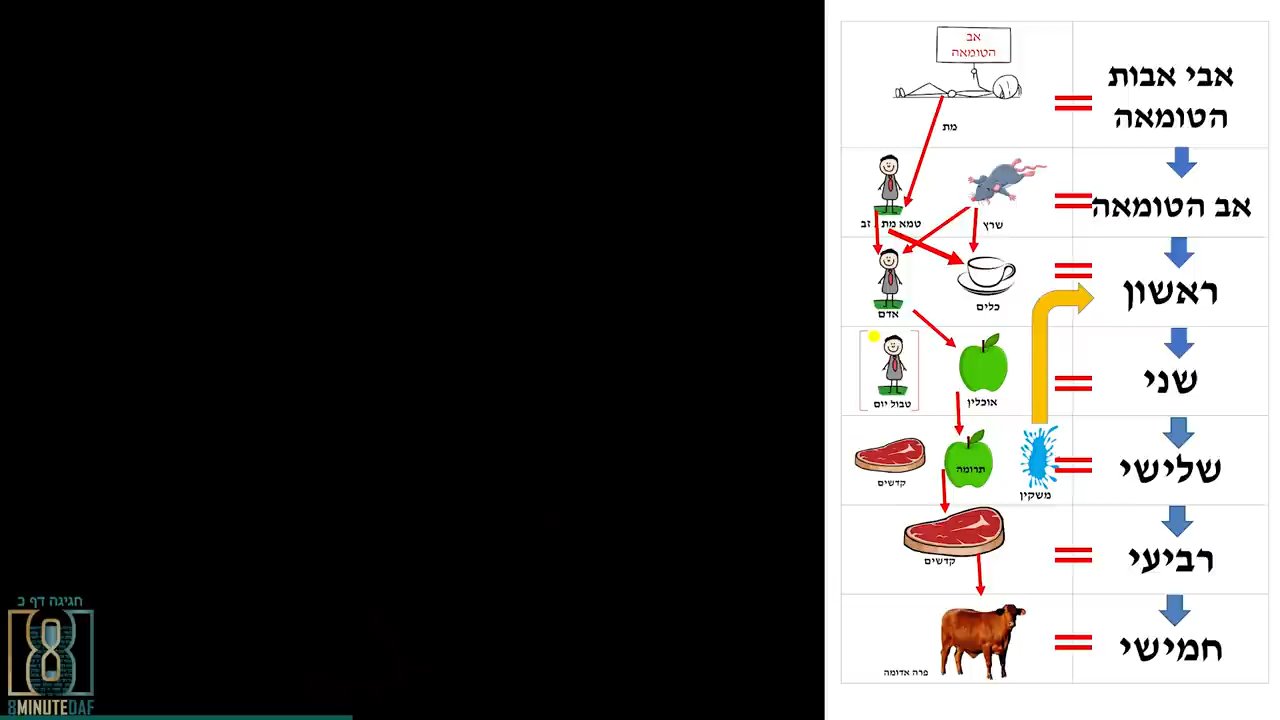 אב
הטומאה
אבי אבות
הטומאה
מת
אב הטומאה
טמא מת
זב
שרץ
ראשון
אדם
כלים
שני
טבול יום
אוכלין
שלישי
תרומה
קדשים
משקין
רביעי
קדשים
חמישי
פרה אדומה
חגיגה דף כ
8MINUTEDAF